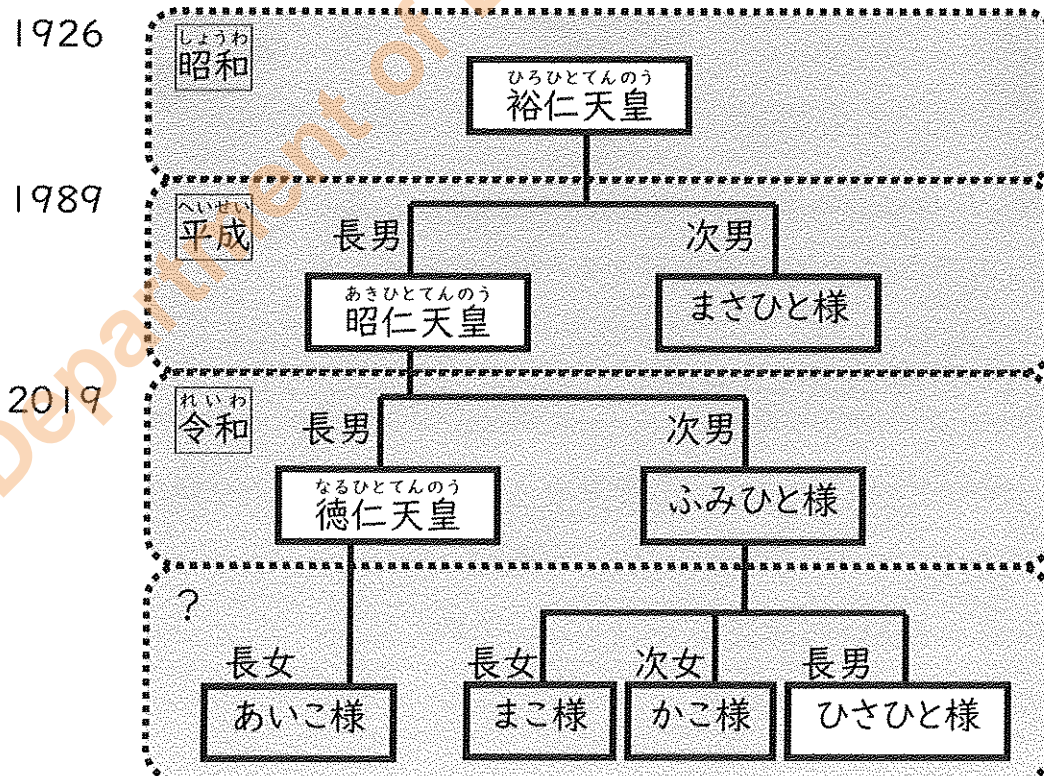 1926
しょうわ
昭和
ひろひとてんのう
裕仁天皇
1989
へいせい
平成
長男
次男
あきひとてんのう
昭仁天皇
まさひと様
2019
れいわ
令和
長男
次男
なるひとてんのう
徳仁天皇
ふみひと様
?
長女
長女
次女
長男
あいこ様
まこ様
かこ様
ひさひと様
Department of